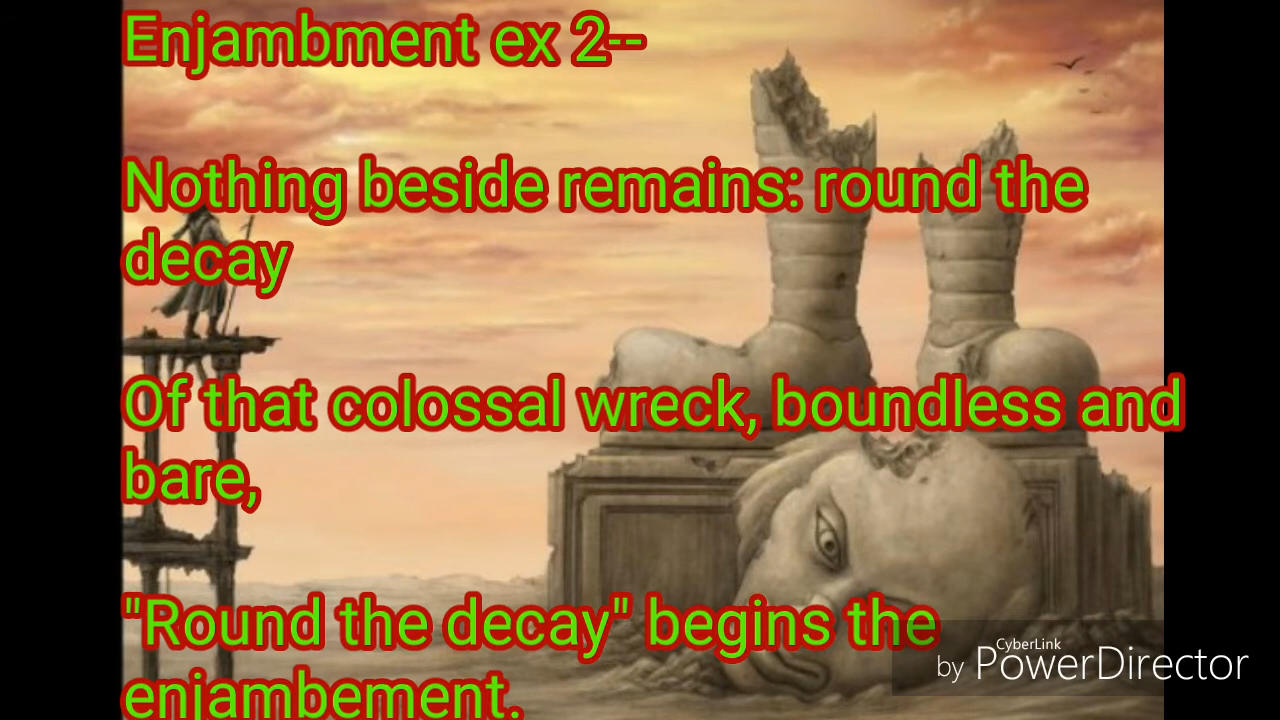 Enjambment ex 2--
Nothing beside remains: round the
decay
Of that colossal wreck, boundless and
bare,
"Round the decay" begins the
enjambement.
CyberLink
by PowerDirector